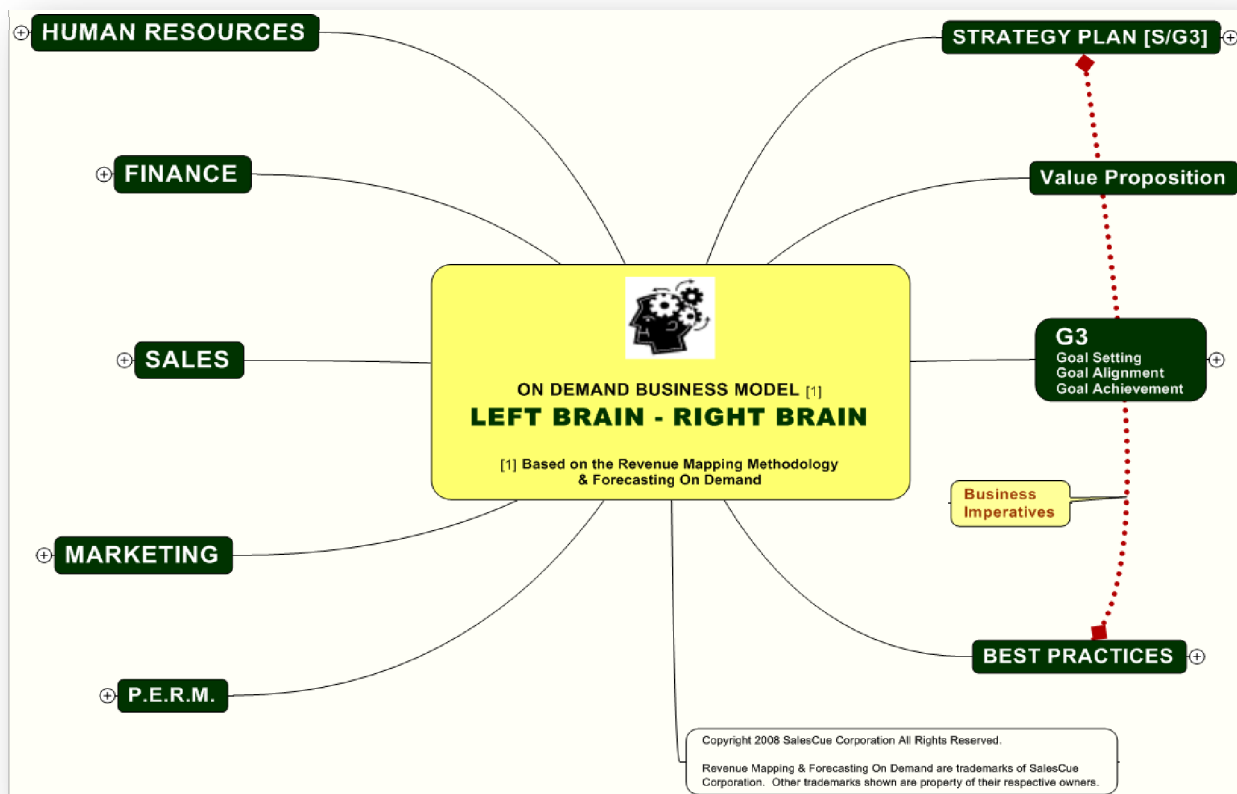 HUMAN RESOURCES
STRATEGY PLAN [S/G3]
FINANCE
Value Proposition
ON DEMAND BUSINESS MODEL [1]
LEFT BRAIN - RIGHT BRAIN
[1] Based on the Revenue Mapping Methodology
& Forecasting On Demand
SALES
G3
Goal Setting
Goal Alignment
Goal Achievement
Business
Imperatives
MARKETING
BEST PRACTICES
P.E.R.M.
Copyright 2008 SalesCue Corporation All Rights Reserved.
Revenue Mapping & Forecasting On Demand are trademarks of SalesCue
Corporation. Other trademarks shown are property of their respective owners.